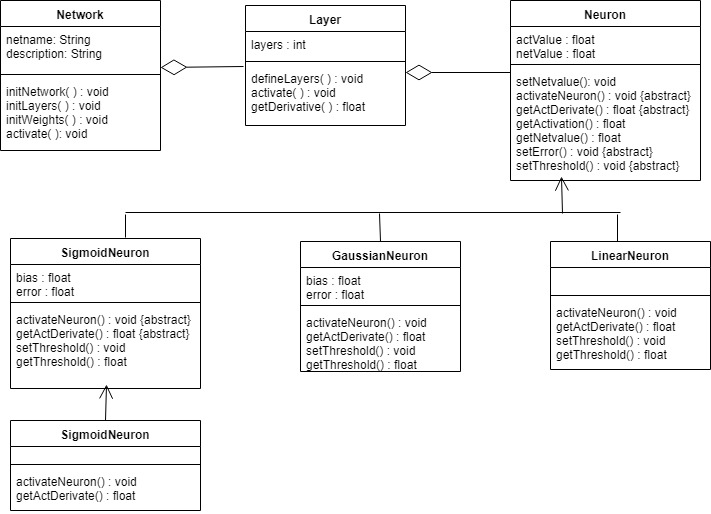 Network
netname: String
description: String
initNetwork( ) : void
initLayers( ) : void
initWeights( ) : void
activate( ): void
Layer
layers : int
defineLayers( ) : void
activate( ) : void
getDerivative( ) : float
Neuron
actValue : float
netValue : float
setNetvalue(): void
activateNeuron() : void {abstract}
getActDerivate() : float {abstract}
getActivation() : float
getNetvalue() : float
setError() : void {abstract}
setThreshold() : void {abstract}
SigmoidNeuron
bias : float
error : float
activateNeuron() : void {abstract}
getActDerivate() : float {abstract}
setThreshold() : void
getThreshold() : float
GaussianNeuron
bias : float
error : float
activateNeuron() : void
getActDerivate() : float
setThreshold() : void
getThreshold() : float
LinearNeuron
activateNeuron() : void
getActDerivate() : float
setThreshold() : void
getThreshold() : float
SigmoidNeuron
activateNeuron() : void
getActDerivate() : float